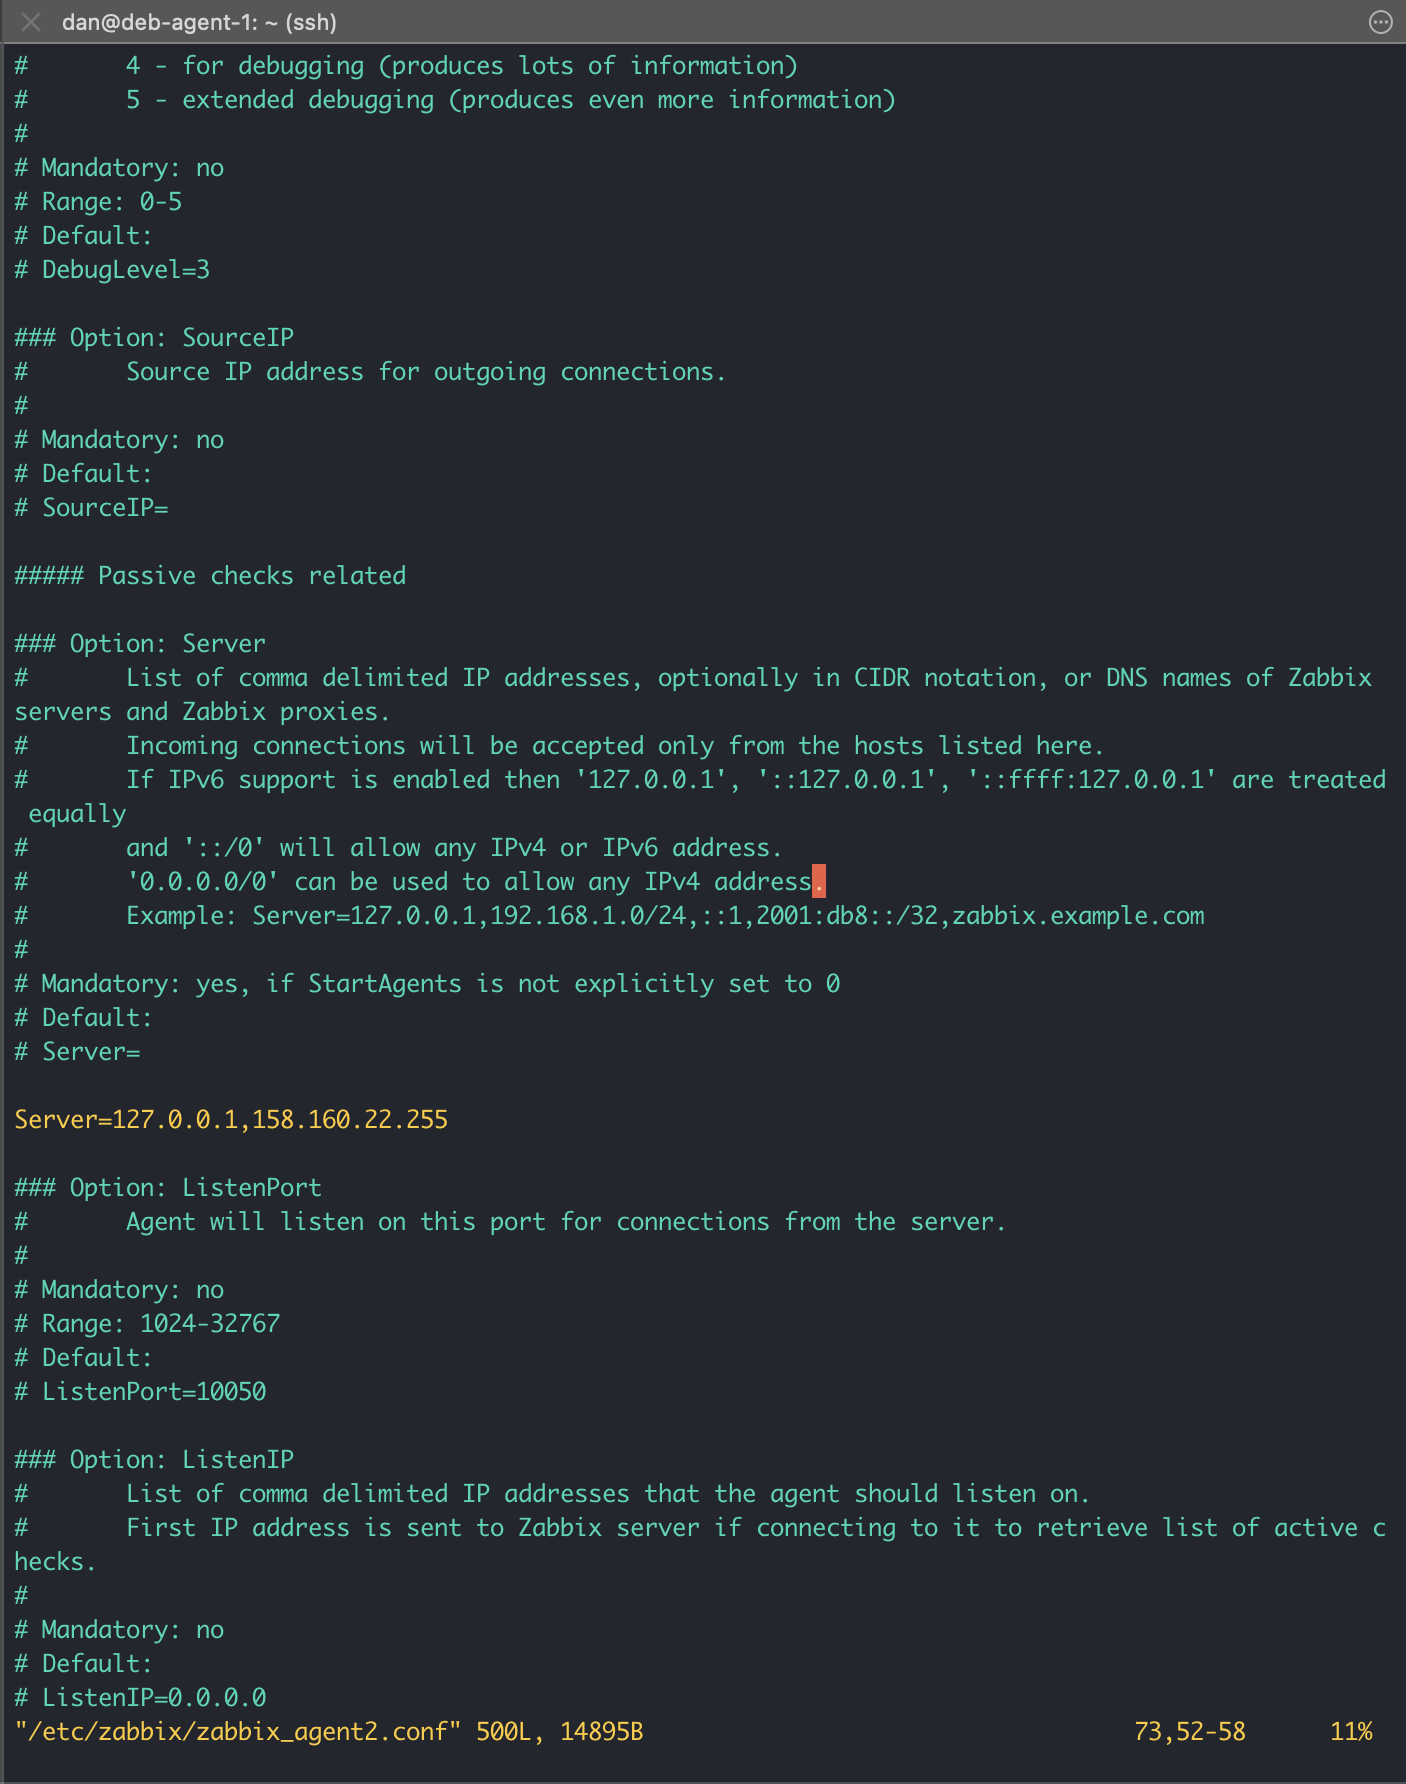 dan@deb-agent-1: ~ (ssh)
#       4 - for debugging (produces lots of information)
#       5 - extended debugging (produces even more information)
#
# Mandatory: no
# Range: 0-5
# Default:
# DebugLevel=3

### Option: SourceIP
#       Source IP address for outgoing connections.
#
# Mandatory: no
# Default:
# SourceIP=

##### Passive checks related

### Option: Server
#       List of comma delimited IP addresses, optionally in CIDR notation, or DNS names of Zabbix
servers and Zabbix proxies.
#       Incoming connections will be accepted only from the hosts listed here.
#       If IPv6 support is enabled then '127.0.0.1', '::127.0.0.1', '::ffff:127.0.0.1' are treated
 equally
#       and '::/0' will allow any IPv4 or IPv6 address.
#       '0.0.0.0/0' can be used to allow any IPv4 address.
#       Example: Server=127.0.0.1,192.168.1.0/24,::1,2001:db8::/32,zabbix.example.com
#
# Mandatory: yes, if StartAgents is not explicitly set to 0
# Default:
# Server=

Server=127.0.0.1,158.160.22.255

### Option: ListenPort
#       Agent will listen on this port for connections from the server.
#
# Mandatory: no
# Range: 1024-32767
# Default:
# ListenPort=10050

### Option: ListenIP
#       List of comma delimited IP addresses that the agent should listen on.
#       First IP address is sent to Zabbix server if connecting to it to retrieve list of active c
hecks.
#
# Mandatory: no
# Default:
# ListenIP=0.0.0.0
"/etc/zabbix/zabbix_agent2.conf" 500L, 14895B                                   73,52-58      11%